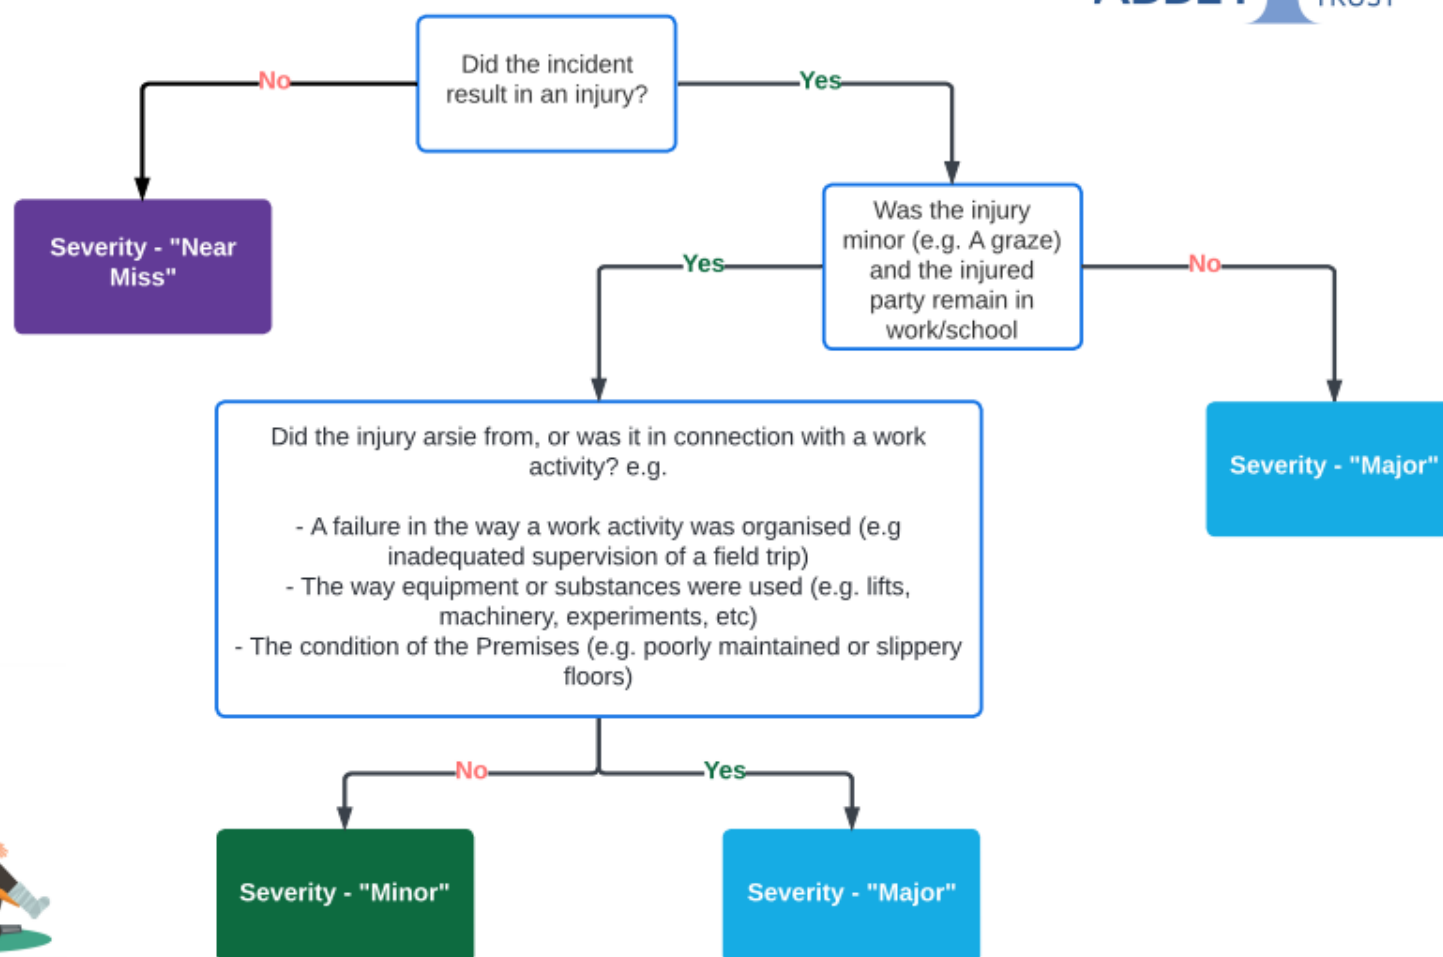 TRUST
Did the incident
result in an injury?
No
Yes
Severity - "Near
Miss"
Was the injury
minor (e.g. A graze)
and the injured
party remain in
work/school
Yes
No
Did the injury arsie from, or was it in connection with a work
activity? e.g.
- A failure in the way a work activity was organised (e.g
inadequated supervision of a field trip)
- The way equipment or substances were used (e.g. lifts,
machinery, experiments, etc)
- The condition of the Premises (e.g. poorly maintained or slippery
floors)
Severity - "Major"
No
Yes
Severity - "Minor"
Severity - "Major"